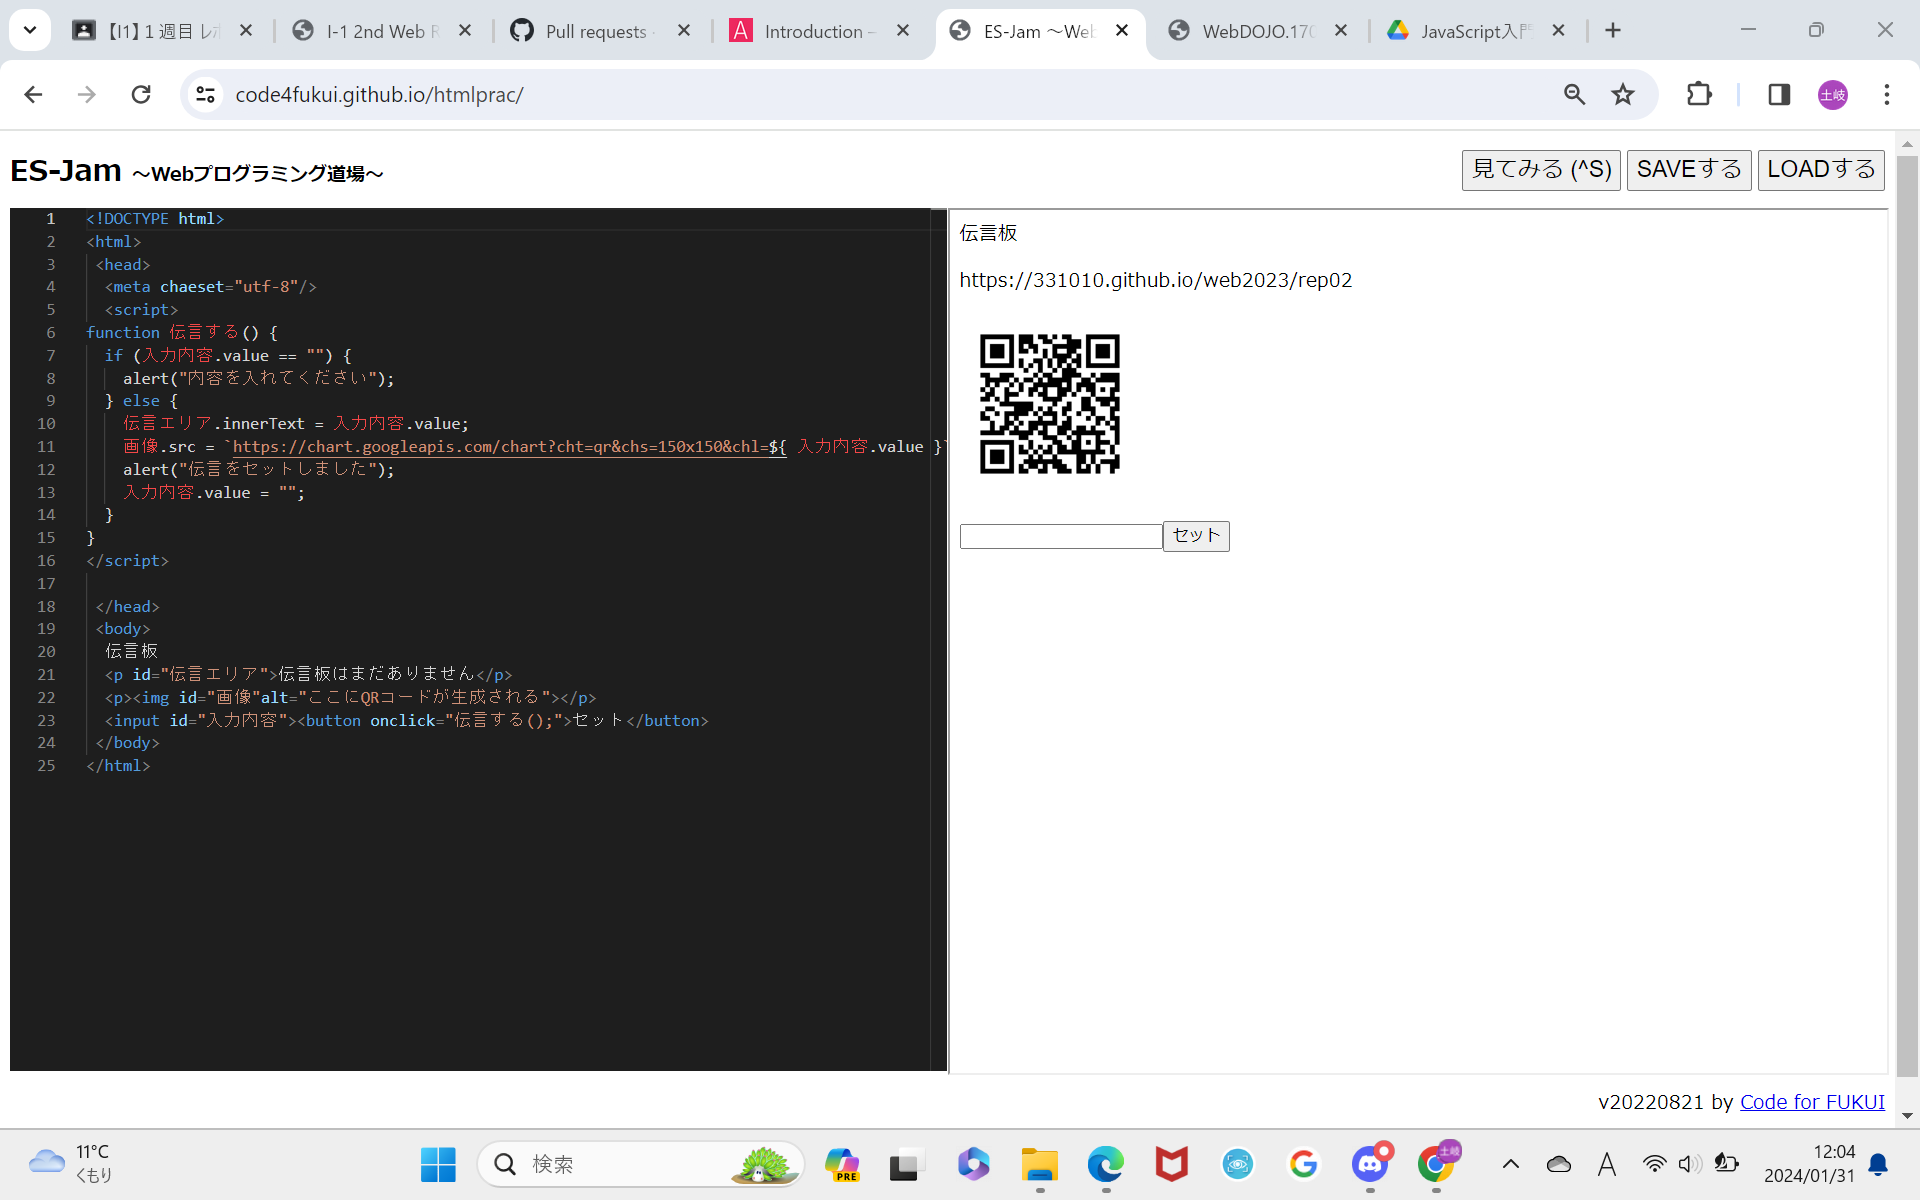 【I1】1 週目 レポ
I-1 2nd Web R
Pull requests ·
Introduction –
ES-Jam ～Web
WebDOJO.170
JavaScript入門
code4fukui.github.io/htmlprac/
土岐
ES-Jam ～Webプログラミング道場～
見てみる (^S) SAVEする LOADする
1 <!DOCTYPE html>
2 <html>
3 <head>
4 <meta chaeset="utf-8"/>
5 <script>
6 function 伝言する() {
7 if (入力内容.value == "") {
8 alert("内容を入れてください");
9 } else {
10 伝言エリア.innerText = 入力内容.value;
11 画像.src = `https://chart.googleapis.com/chart?cht=qr&chs=150x150&chl=${ 入力内容.value }`
12 alert("伝言をセットしました");
13 入力内容.value = "";
14 }
15 }
16 </script>
17
18 </head>
19 <body>
20 伝言板
21 <p id="伝言エリア">伝言板はまだありません</p>
22 <p><img id="画像"alt="ここにQRコードが生成される"></p>
23 <input id="入力内容"><button onclick="伝言する();">セット</button>
24 </body>
25 </html>
伝言板
https://331010.github.io/web2023/rep02
セット
v20220821 by Code for FUKUI
11°C
くもり
検索
PRE
土岐
A
12:04
2024/01/31